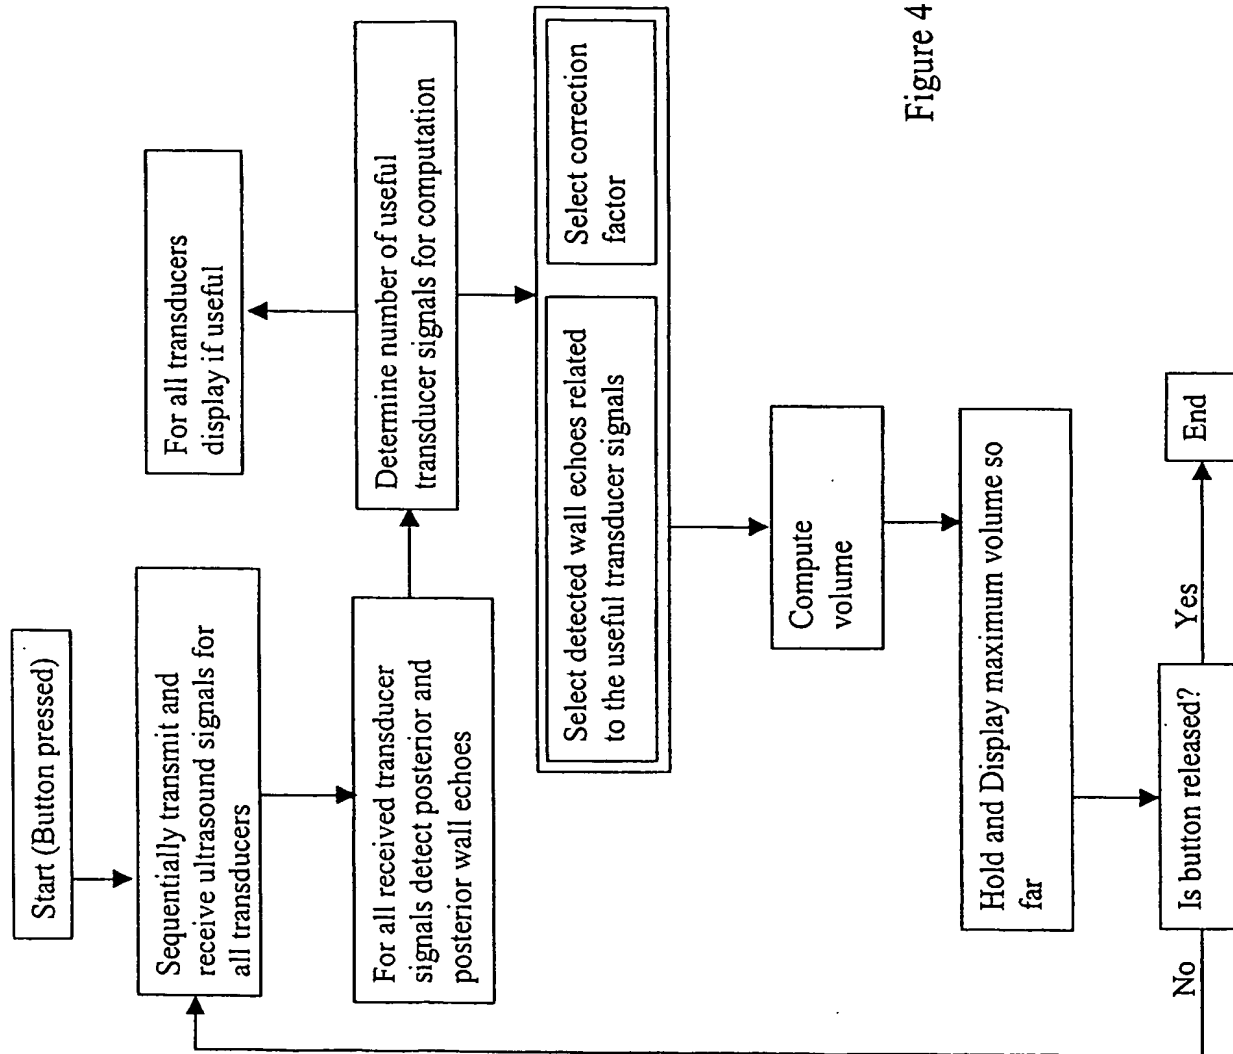 Start (Button pressed)
Sequentially transmit and
receive ultrasound signals for
all transducers
For all received transducer
signals detect posterior and
posterior wall echoes
For all transducers
display if useful
Determine number of useful
transducer signals for computation
Select detected wall echoes related
to the useful transducer signals
Select correction
factor
Compute
volume
Hold and Display maximum volume so
far
Is button released?
No
Yes
End
Figure 4